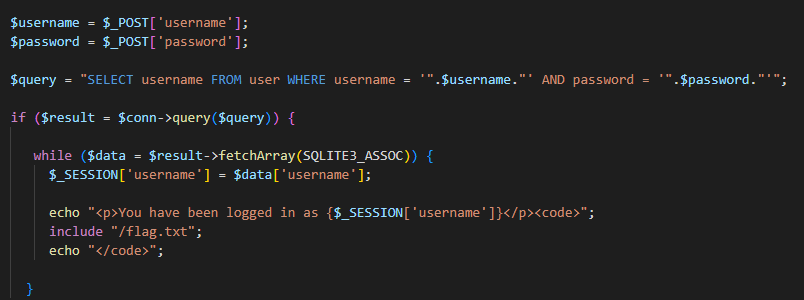 $username = $_POST['username'];
$password = $_POST['password'];
$query = "SELECT username FROM user WHERE username = '".$username."' AND password = '".$password."'";
if ($result = $conn->query($query)) {
while ($data = $result->fetchArray(SQLITE3_ASSOC)) {
$_SESSION['username'] = $data['username'];
echo "<p>You have been logged in as {$_SESSION['username']}</p><code>";
include "/flag.txt";
echo "</code>";
}